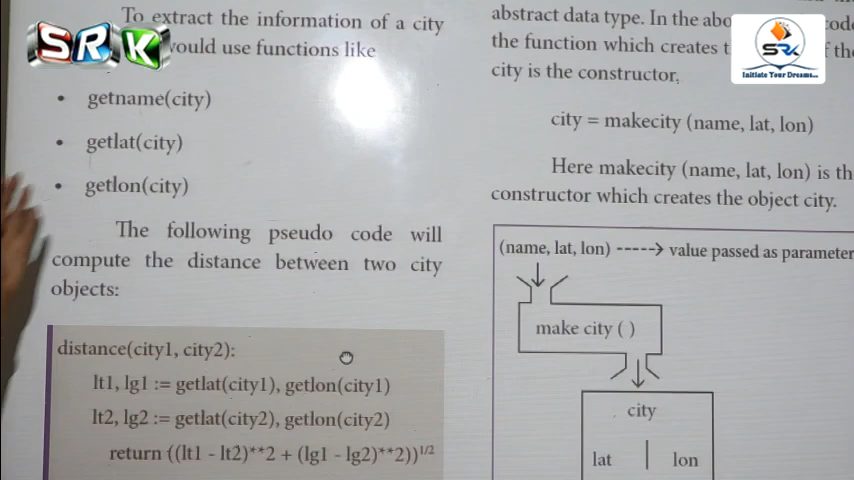 SRK
To extract the information of a city
would use functions like
• getname(city)
• getlat(city)
• getlon(city)
The following pseudo code will
compute the distance between two city
objects:
distance(city1, city2):
lt1, lg1 := getlat(city1), getlon(city1)
lt2, lg2 := getlat(city2), getlon(city2)
return ((lt1 - lt2)**2 + (lg1 - lg2)**2))1/2
abstract data type. In the
the function which creates
city is the constructor.
SRK
Initiate Your Dreams...
city = makecity (name, lat, lon)
Here makecity (name, lat, lon) is
constructor which creates the object city.
(name, lat, lon) -----→ value passed as parameter
make city ( )
city
lat | lon